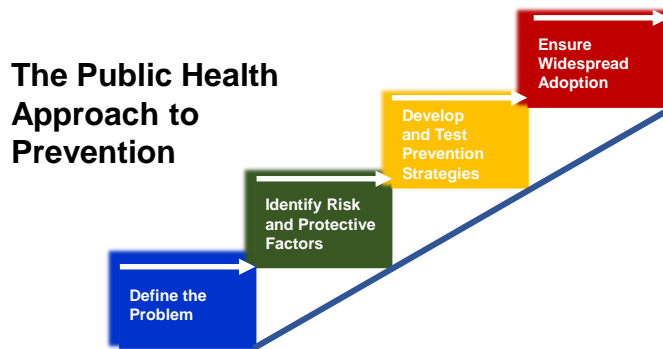 The Public Health
Approach to
Prevention
Define the
Problem
Identify Risk
and Protective
Factors
Develop
and Test
Prevention
Strategies
Ensure
Widespread
Adoption